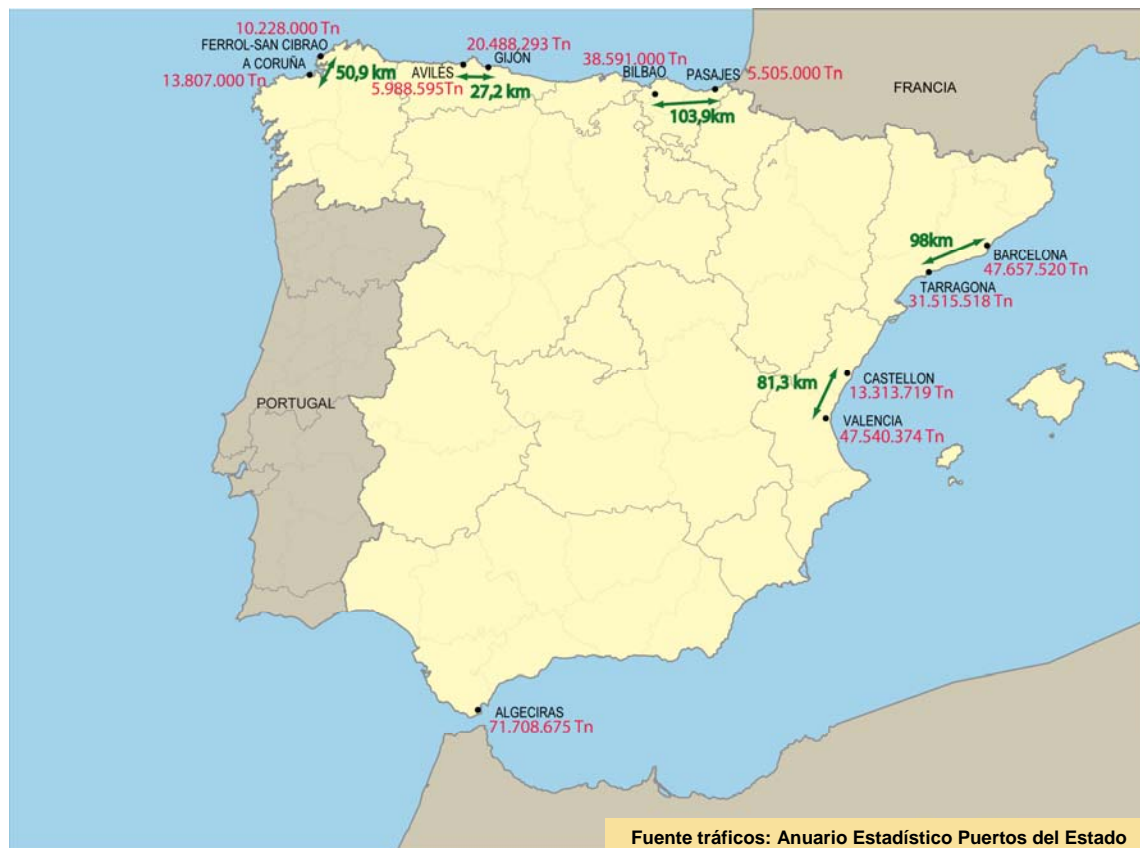 10.228.000 Tn
FERROL-SAN CIBRAO
A CORUÑA
13.807.000 Tn
50,9 km
20.488.293 Tn
GIJÓN
AVILÉS
5.988.595Tn
27,2 km
38.591.000 Tn
BILBAO
PASAJES
5.505.000 Tn
103,9km
FRANCIA
98km
BARCELONA
47.657.520 Tn
TARRAGONA
31.515.518 Tn
81,3 km
CASTELLON
13.313.719 Tn
VALENCIA
47.540.374 Tn
PORTUGAL
ALGECIRAS
71.708.675 Tn
Fuente tráficos: Anuario Estadístico Puertos del Estado